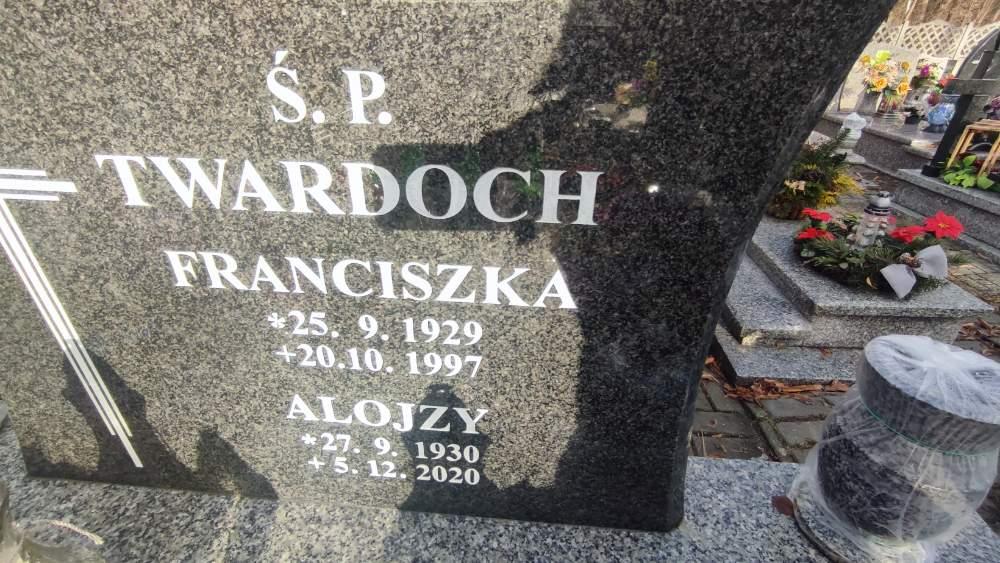 Ś. P.
TWARDOCH
FRANCISZKA
*25. 9. 1929
+20.10. 1997
ALOJZY
*27. 9. 1930
+5. 12. 2020